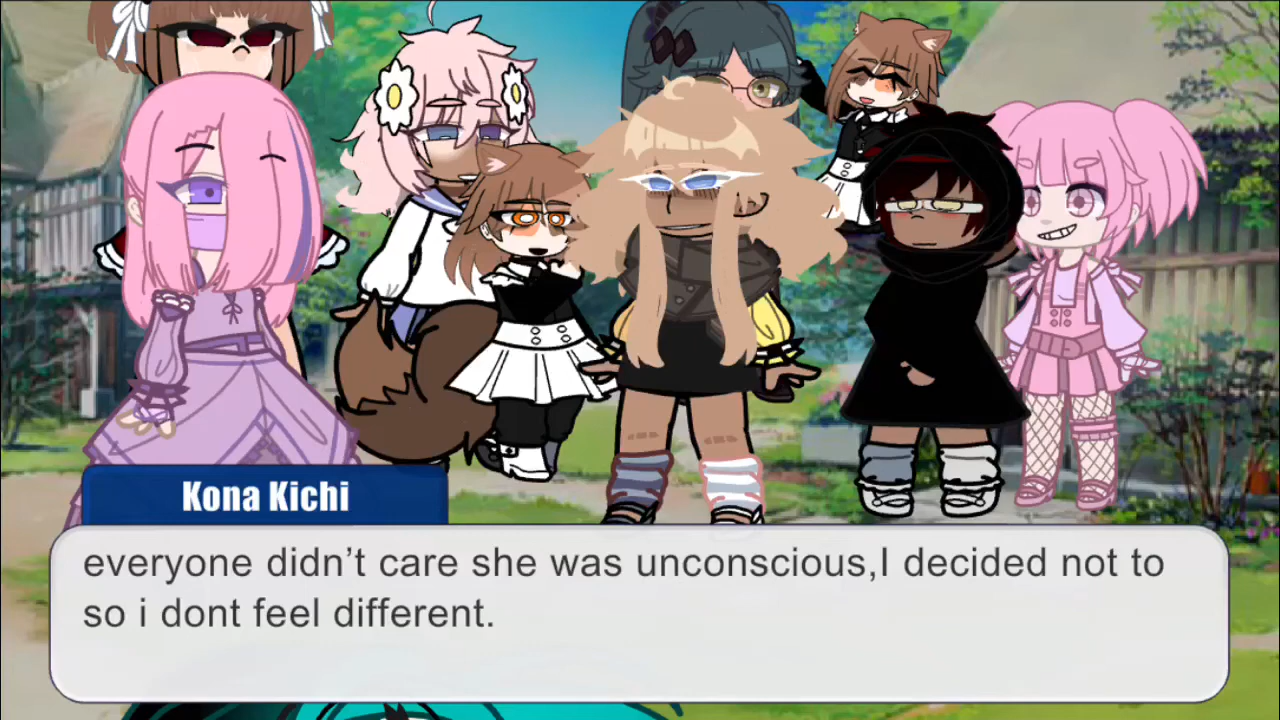 Kona Kichi
everyone didn't care she was unconscious,I decided not to
so i dont feel different.